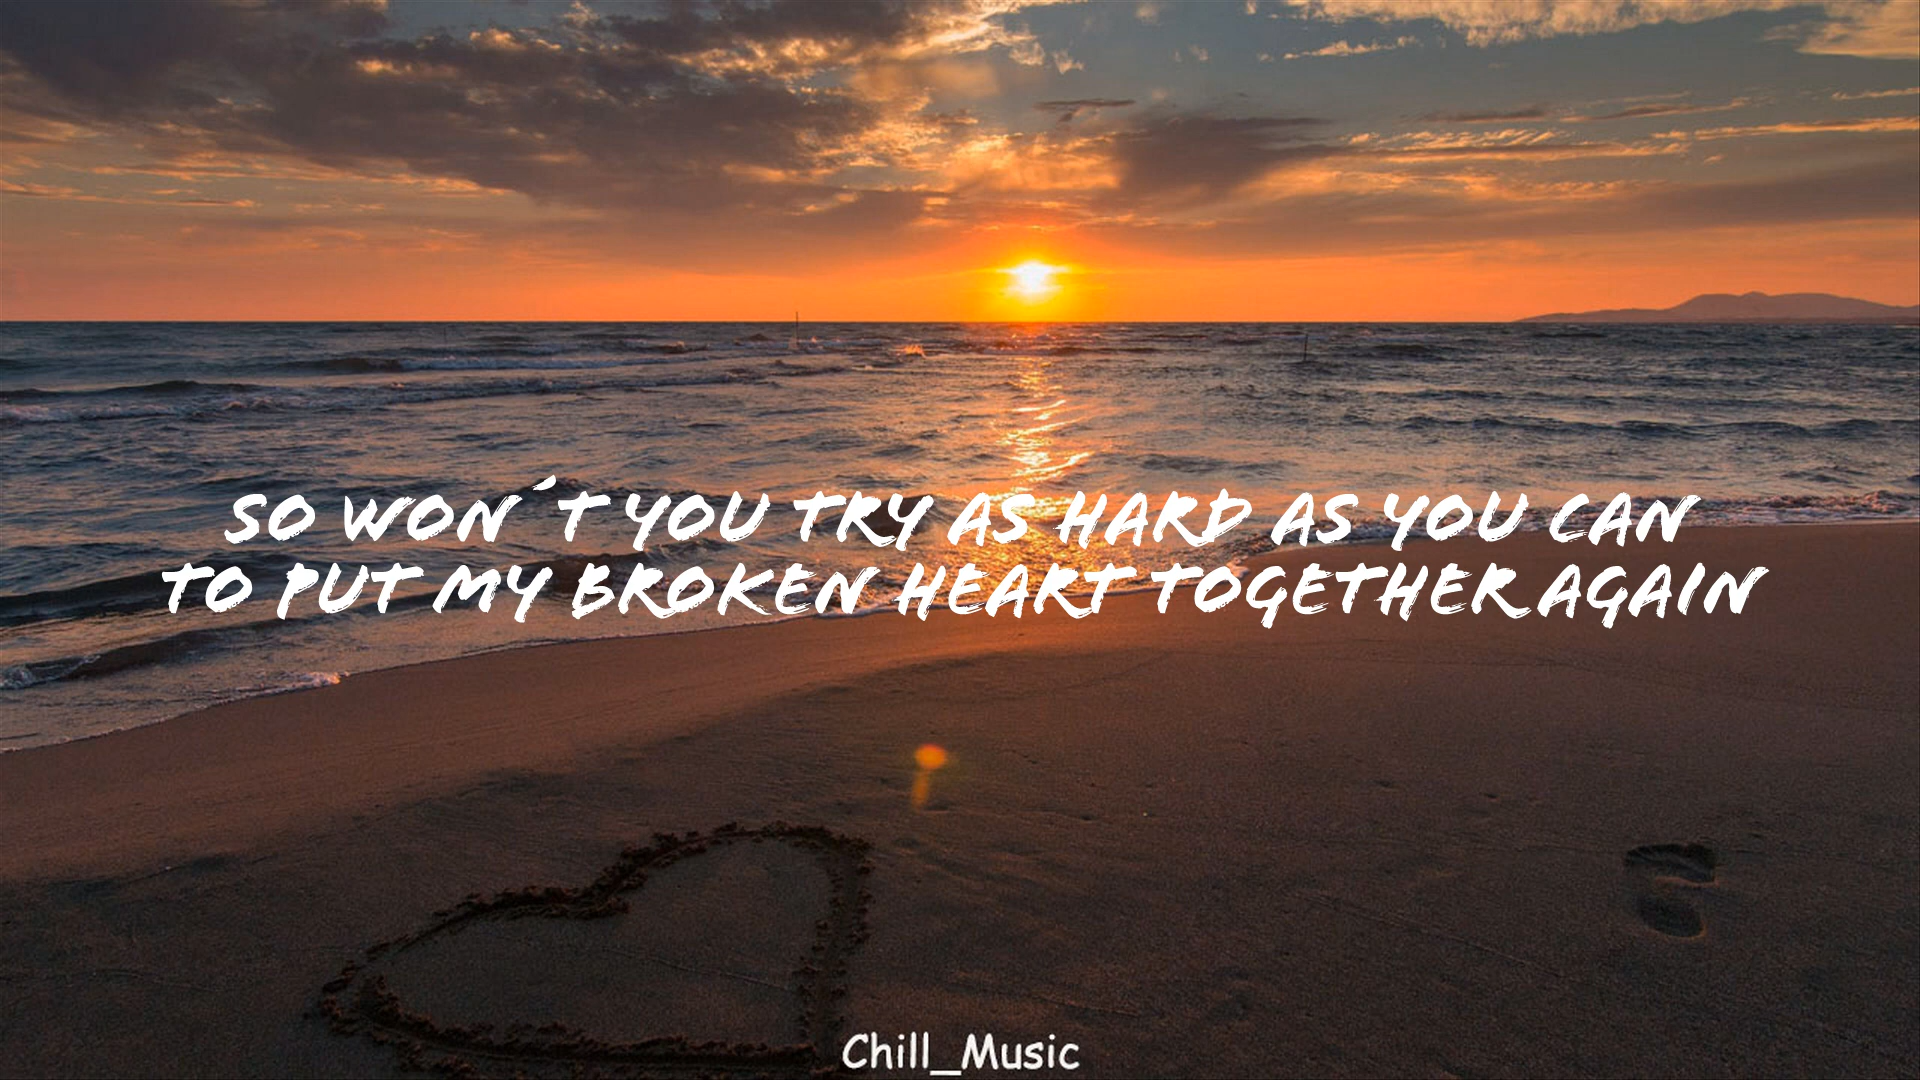 SO WON´T YOU TRY AS HARD AS YOU CAN
TO PUT MY BROKEN HEART TOGETHER AGAIN
Chill_Music